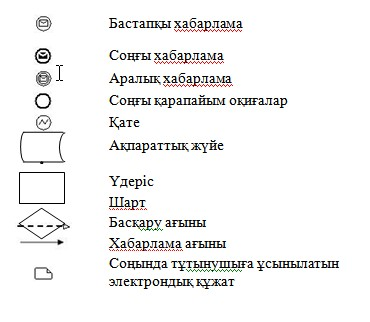 Бастапқы хабарлама
Соңғы хабарлама
Аралық хабарлама
Соңғы қарапайым оқиғалар
Қате
Ақпараттық жүйе
Үдеріс
Шарт
Басқару ағыны
Хабарлама ағыны
Соңында тұтынушыға ұсынылатын
электрондық құжат